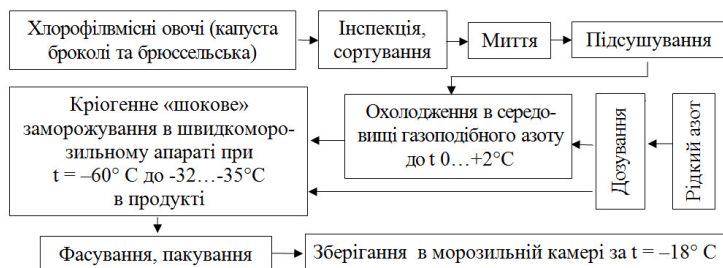 Хлорофілвмісні овочі (капуста
броколі та брюссельська)
Інспекція,
сортування
Миття
Підсушування
Кріогенне «шокове»
заморожування в швидкоморо-
зильному апараті при
t = –60° С до -32…-35°С
в продукті
Охолодження в середо-
вищі газоподібного азоту
до t 0…+2°С
Дозування
Рідкий азот
Фасування, пакування
Зберігання в морозильній камері за t = –18° С